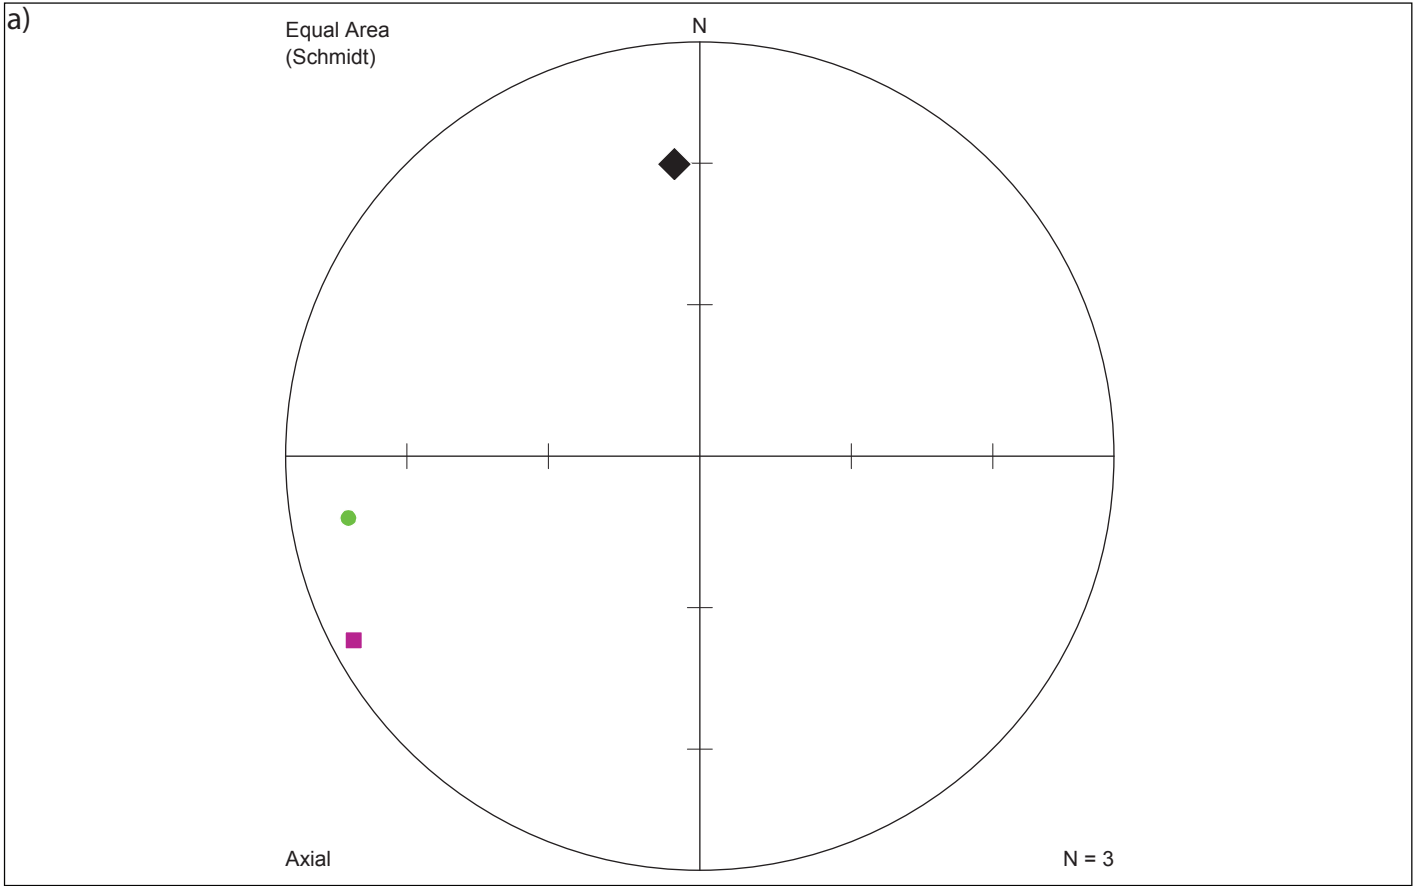 a)
Equal Area
(Schmidt)
N
Axial
N = 3